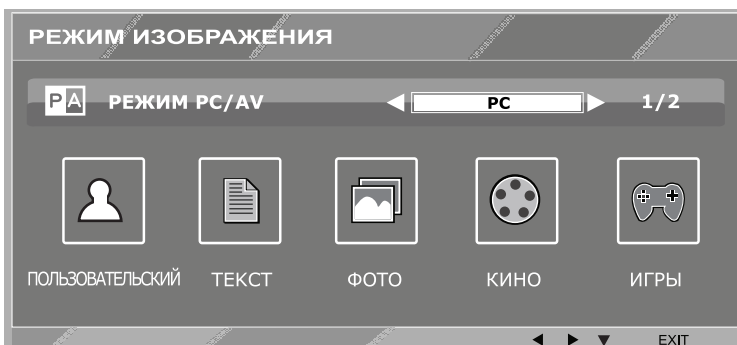 РЕЖИМ ИЗОБРАЖЕНИЯ
PA РЕЖИМ PC/AV PC 1/2
ПОЛЬЗОВАТЕЛЬСКИЙ ТЕКСТ ФОТО КИНО ИГРЫ
EXIT